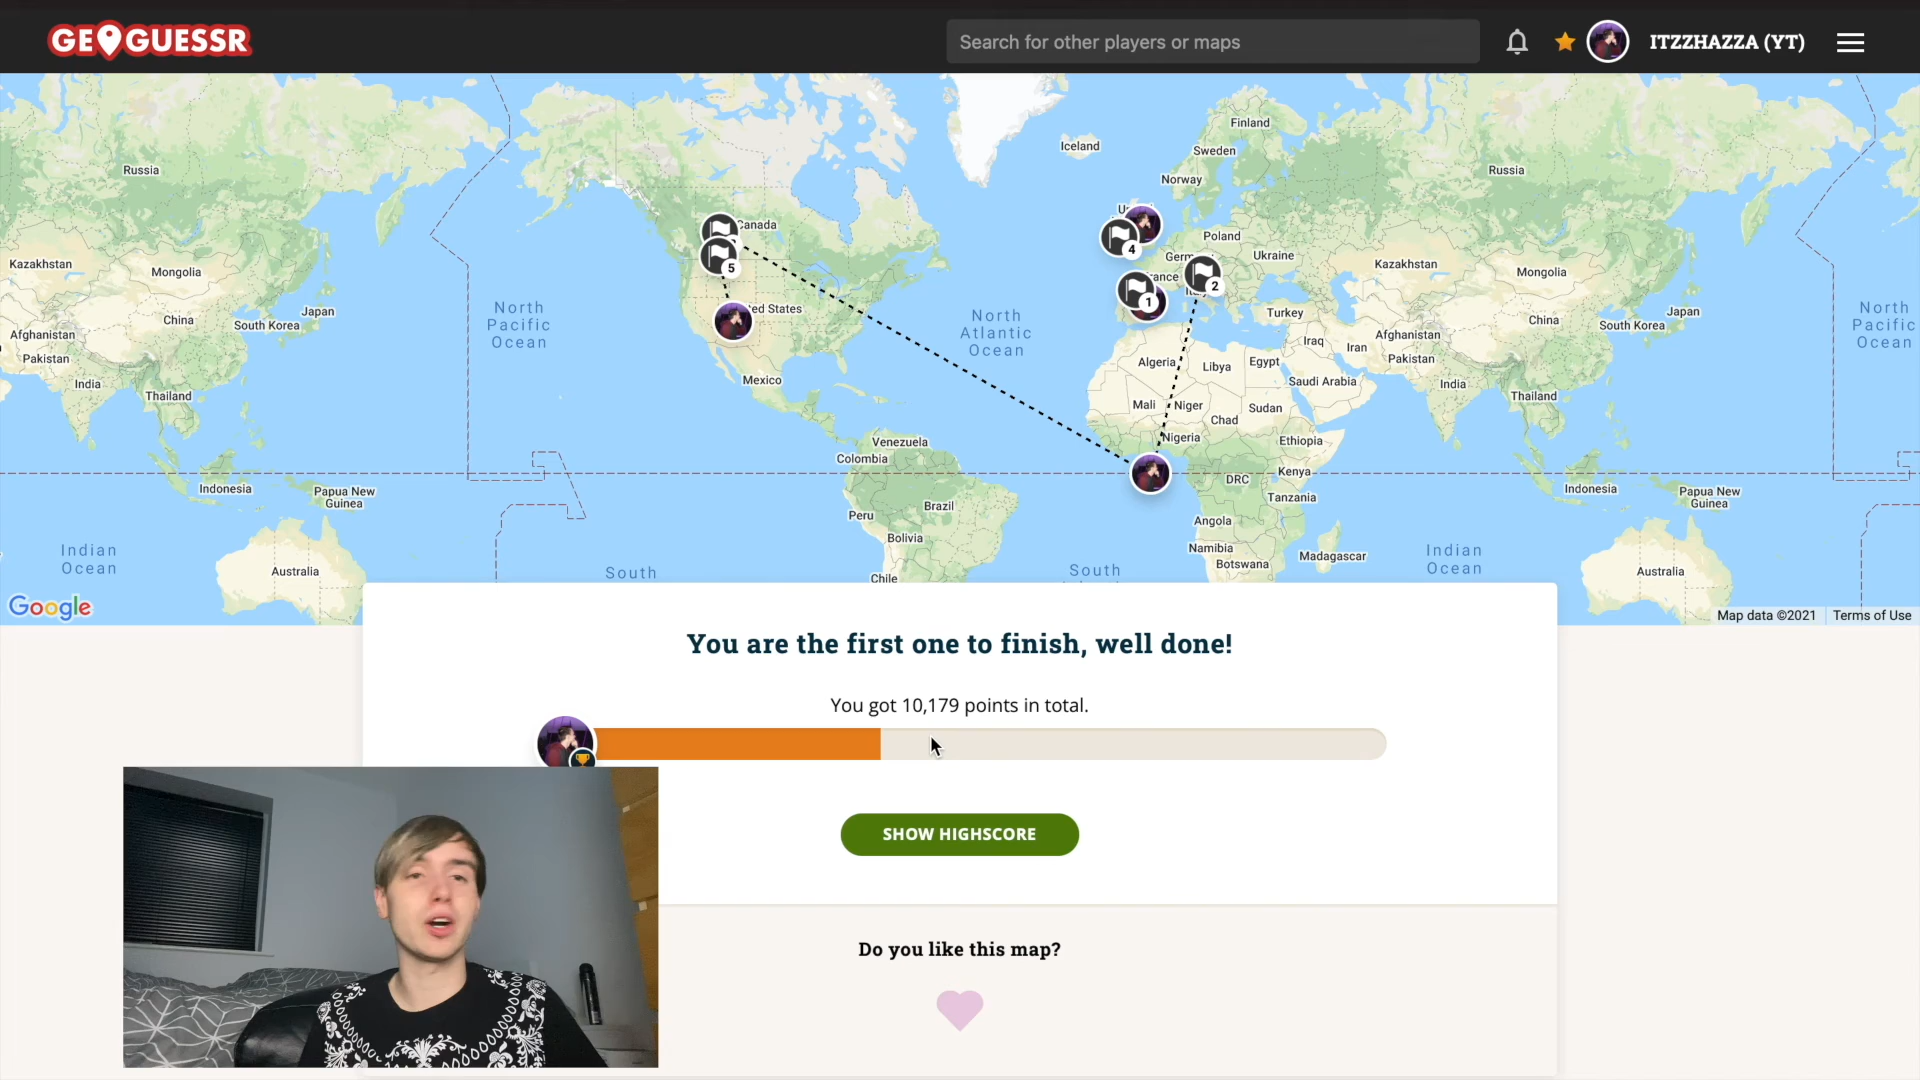 GEOGUESSR
Search for other players or maps
ITZZHAZZA (YT)
Finland
Iceland
Sweden
Russia
Russia
Norway
Canada
Poland
Ukraine
Kazakhstan
Mongolia
Kazakhstan
Mongolia
4
5
2
1
North
Pacific
Ocean
ted States
North
Atlantic
Ocean
Turkey
Japan
China
South Korea
Afghanistan
Pakistan
Iraq
Iran
Afghanistan
Pakistan
China
South Korea
Japan
North
Pacific
Ocean
Algeria
Libya
Egypt
Saudi Arabia
India
Thailand
India
Thailand
Mexico
Mali
Niger
Chad
Sudan
Nigeria
Ethiopia
Venezuela
Colombia
DRC
Kenya
Tanzania
Indonesia
Papua New
Guinea
Indonesia
Papua New
Guinea
Peru
Brazil
Bolivia
Angola
Namibia
Botswana
Madagascar
Indian
Ocean
Indian
Ocean
Australia
South
South
Chile
Australia
Google
Map data ©2021
Terms of Use
You are the first one to finish, well done!
You got 10,179 points in total.
SHOW HIGHSCORE
Do you like this map?